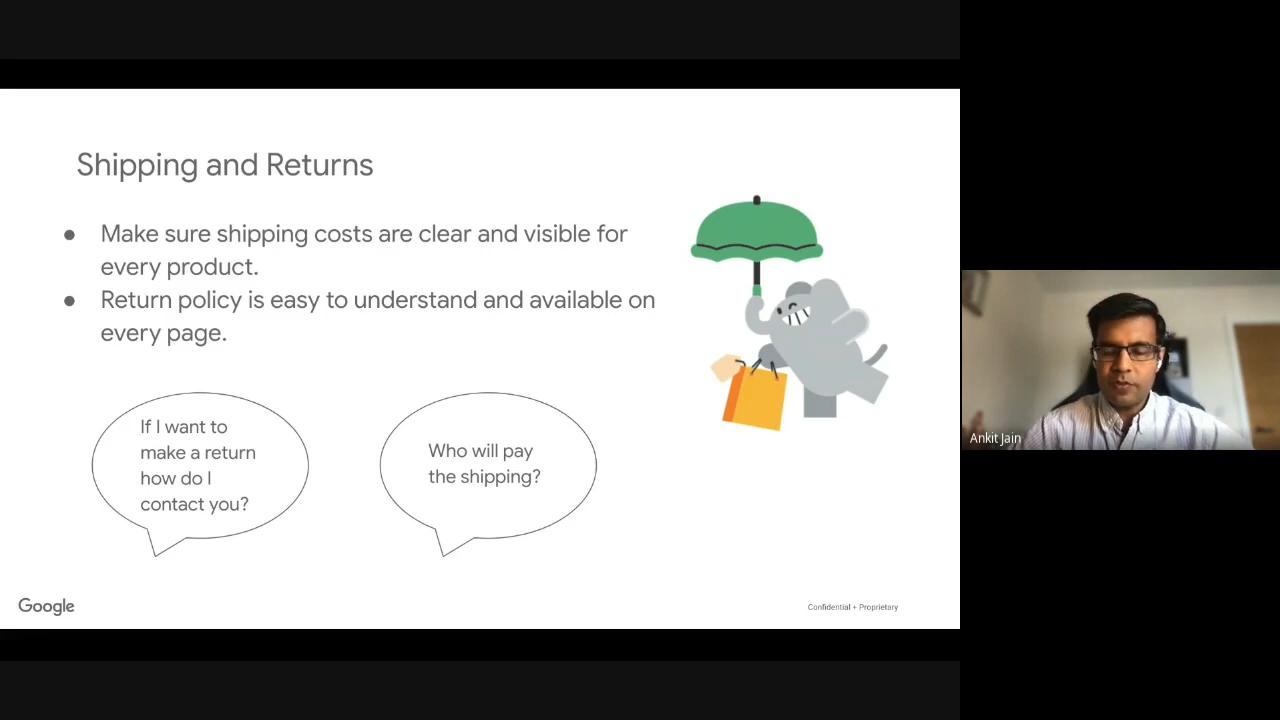 Shipping and Returns
● Make sure shipping costs are clear and visible for
every product.
● Return policy is easy to understand and available on
every page.
If I want to
make a return
how do I
contact you?
Who will pay
the shipping?
Google
Confidential + Proprietary
Ankit Jain